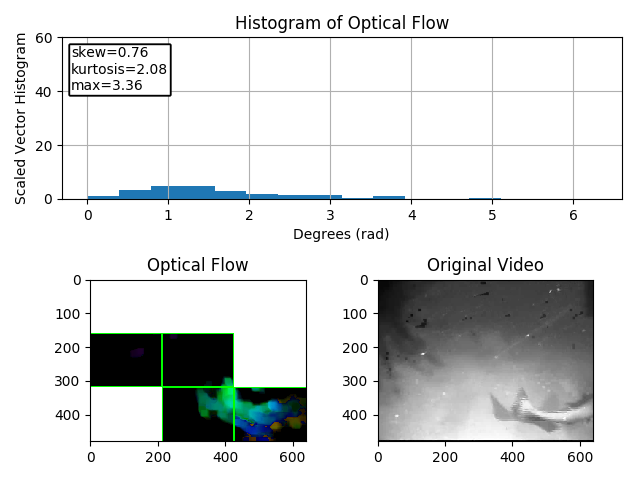 Histogram of Optical Flow
skew=0.76
kurtosis=2.08
max=3.36
Scaled Vector Histogram
60
40
20
0
0 1 2 3 4 5 6
Degrees (rad)
Optical Flow
0
100
200
300
400
0 200 400 600
Original Video
0
100
200
300
400
0 200 400 600